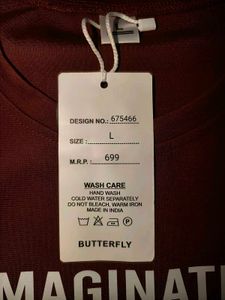 L
DESIGN NO.: 675466
SIZE : L
M.R.P. : 699
WASH CARE
HAND WASH
COLD WATER SEPARATELY
DO NOT BLEACH, WARM IRON
MADE IN INDIA
P
BUTTERFLY
MAGINATI